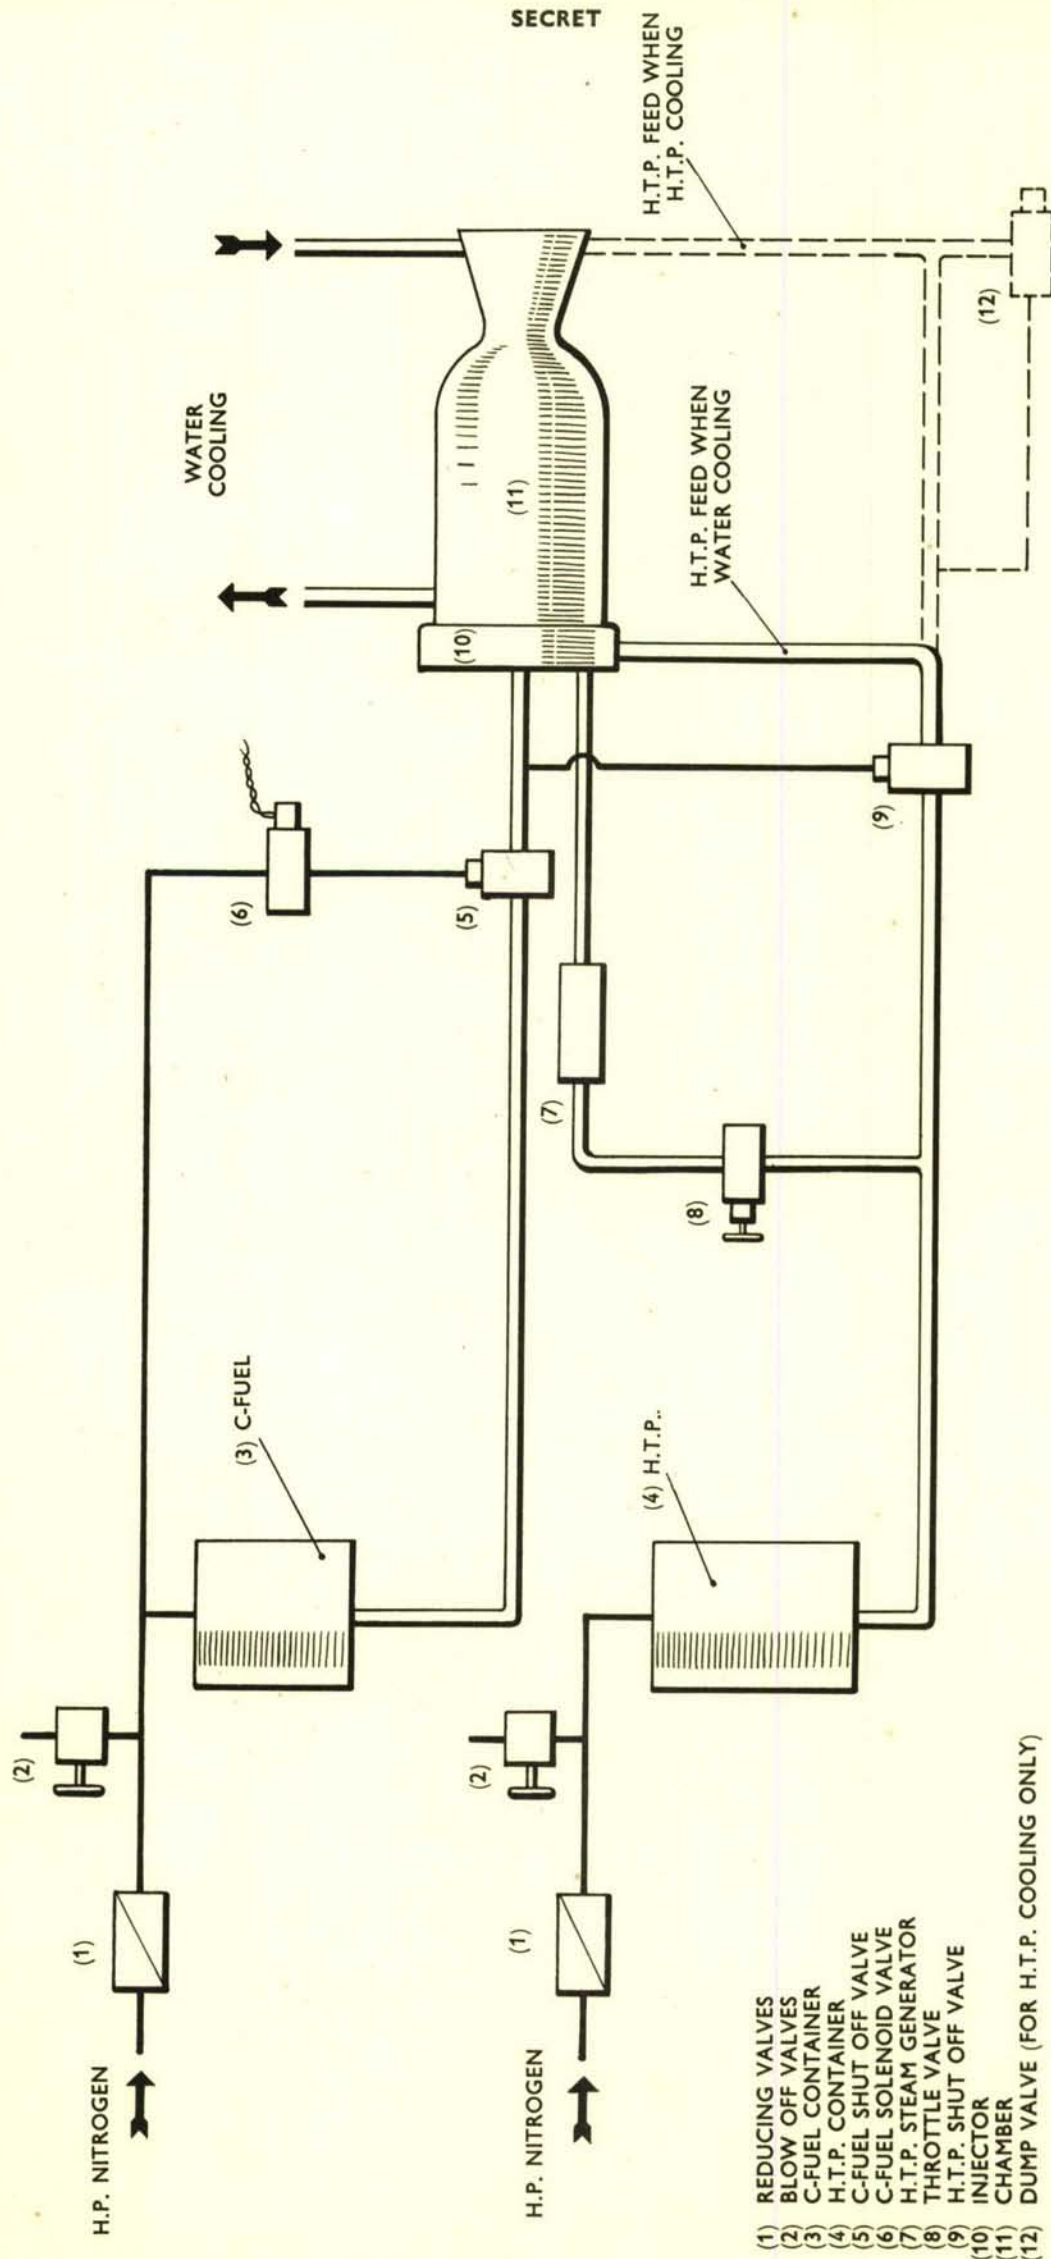 SECRET
H.P. NITROGEN
(1)
(2)
(3) C-FUEL
(6)
(5)
WATER
COOLING
(10)
(11)
H.T.P. FEED WHEN
H.T.P. COOLING
H.P. NITROGEN
(1)
(2)
(4) H.T.P..
(7)
(8)
(9)
H.T.P. FEED WHEN
WATER COOLING
(12)
(1) REDUCING VALVES
(2) BLOW OFF VALVES
(3) C-FUEL CONTAINER
(4) H.T.P. CONTAINER
(5) C-FUEL SHUT OFF VALVE
(6) C-FUEL SOLENOID VALVE
(7) H.T.P. STEAM GENERATOR
(8) THROTTLE VALVE
(9) H.T.P. SHUT OFF VALVE
(10) INJECTOR
(11) CHAMBER
(12) DUMP VALVE (FOR H.T.P. COOLING ONLY)